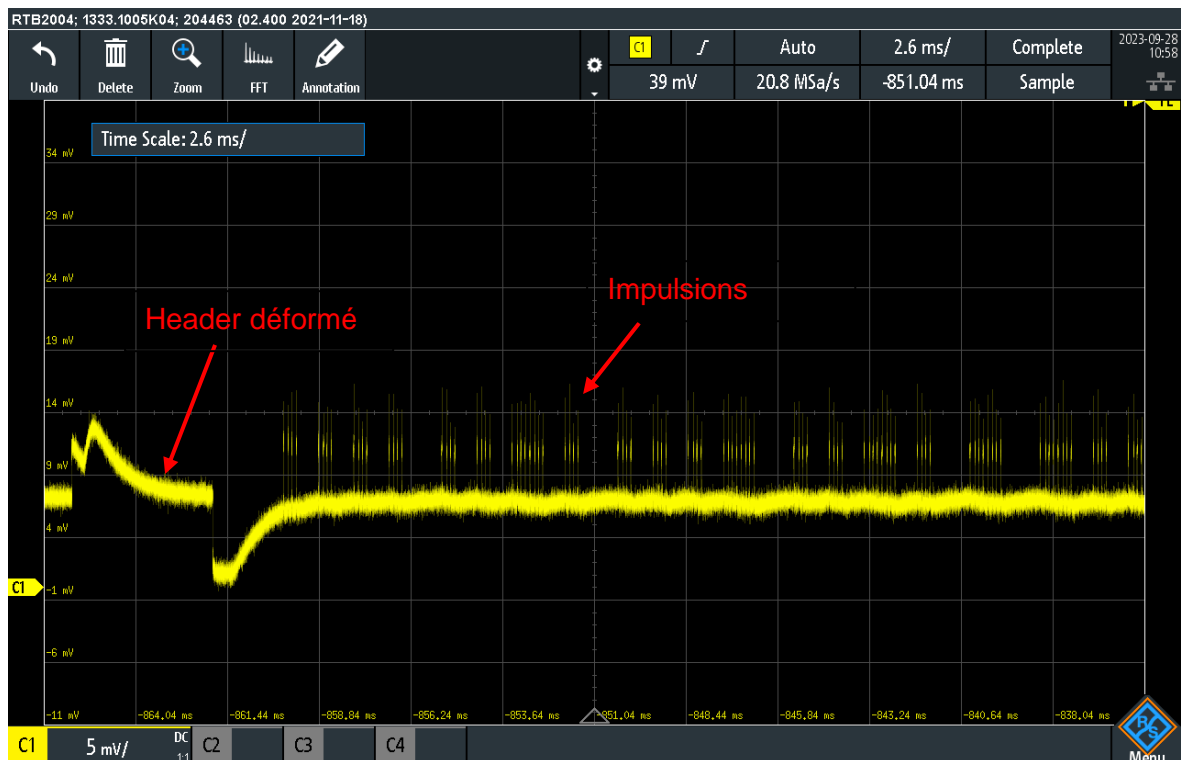 RTB2004; 1333.1005K04; 204463 (02.400 2021-11-18)
C1 Auto 2.6 ms/ Complete 2023-09-28
10:58
Undo Delete Zoom FFT Annotation
39 mV 20.8 MSa/s -851.04 ms Sample
Time Scale: 2.6 ms/
34 mV
29 mV
24 mV
Impulsions
Header déformé
19 mV
14 mV
9 mV
4 mV
C1 -1 mV
-6 mV
-11 mV -864.04 ms -861.44 ms -858.84 ms -856.24 ms -853.64 ms 851.04 ms -848.44 ms -845.84 ms -843.24 ms -840.64 ms -838.04 ms
R&S
C1 5 mV/ DC 1:1 C2 C3 C4 Menu